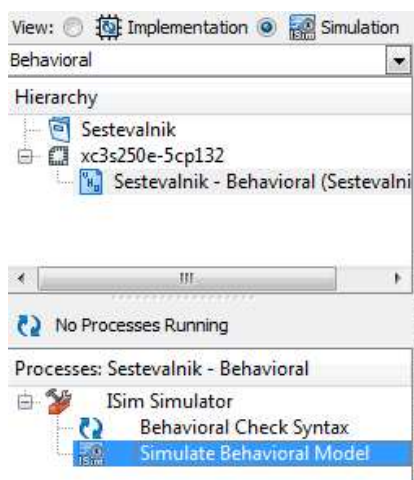 View: Implementation Simulation
Behavioral
Hierarchy
Sestevalnik
xc3s250e-5cp132
Sestevalnik - Behavioral (Sestevalni
No Processes Running
Processes: Sestevalnik - Behavioral
ISim Simulator
Behavioral Check Syntax
Simulate Behavioral Model